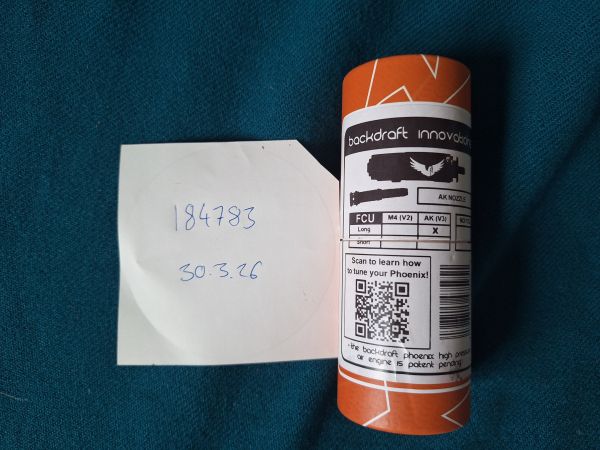 184783
30.3.26
backdraft innovations
AK NOZZLE
FCU M4 (V2) AK (V3)
Long X
Short
Scan to learn how
to tune your Phoenix!
- the backdraft phoenix high pressure
air engine is patent pending